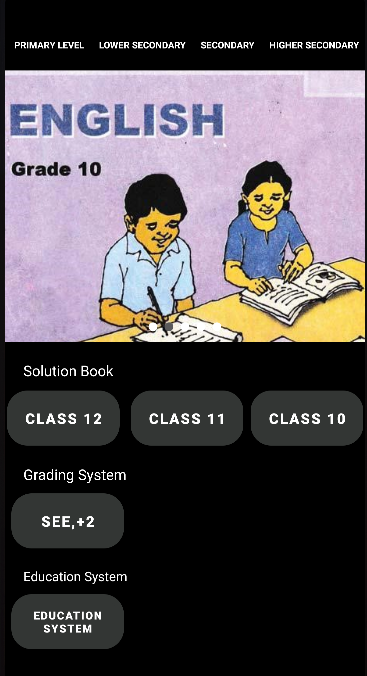 PRIMARY LEVEL LOWER SECONDARY SECONDARY HIGHER SECONDARY
ENGLISH
Grade 10
Solution Book
CLASS 12 CLASS 11 CLASS 10
Grading System
SEE,+2
Education System
EDUCATION
SYSTEM